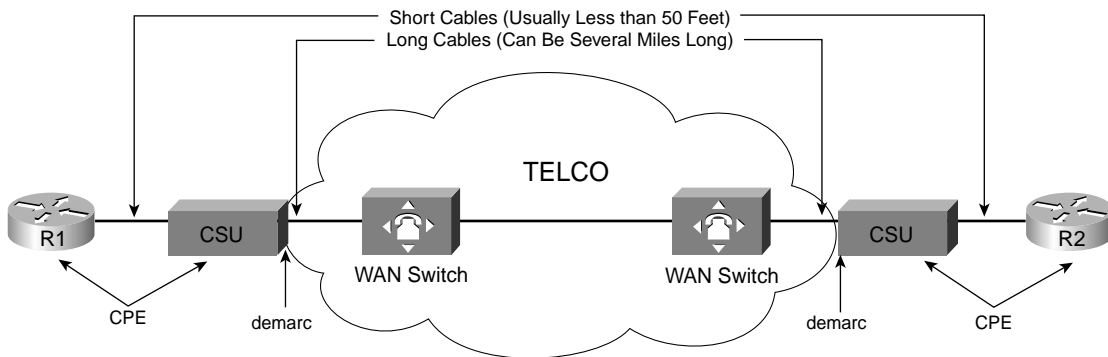 Short Cables (Usually Less than 50 Feet)
Long Cables (Can Be Several Miles Long)
TELCO
R1
CSU
WAN Switch
WAN Switch
CSU
R2
CPE
demarc
demarc
CPE